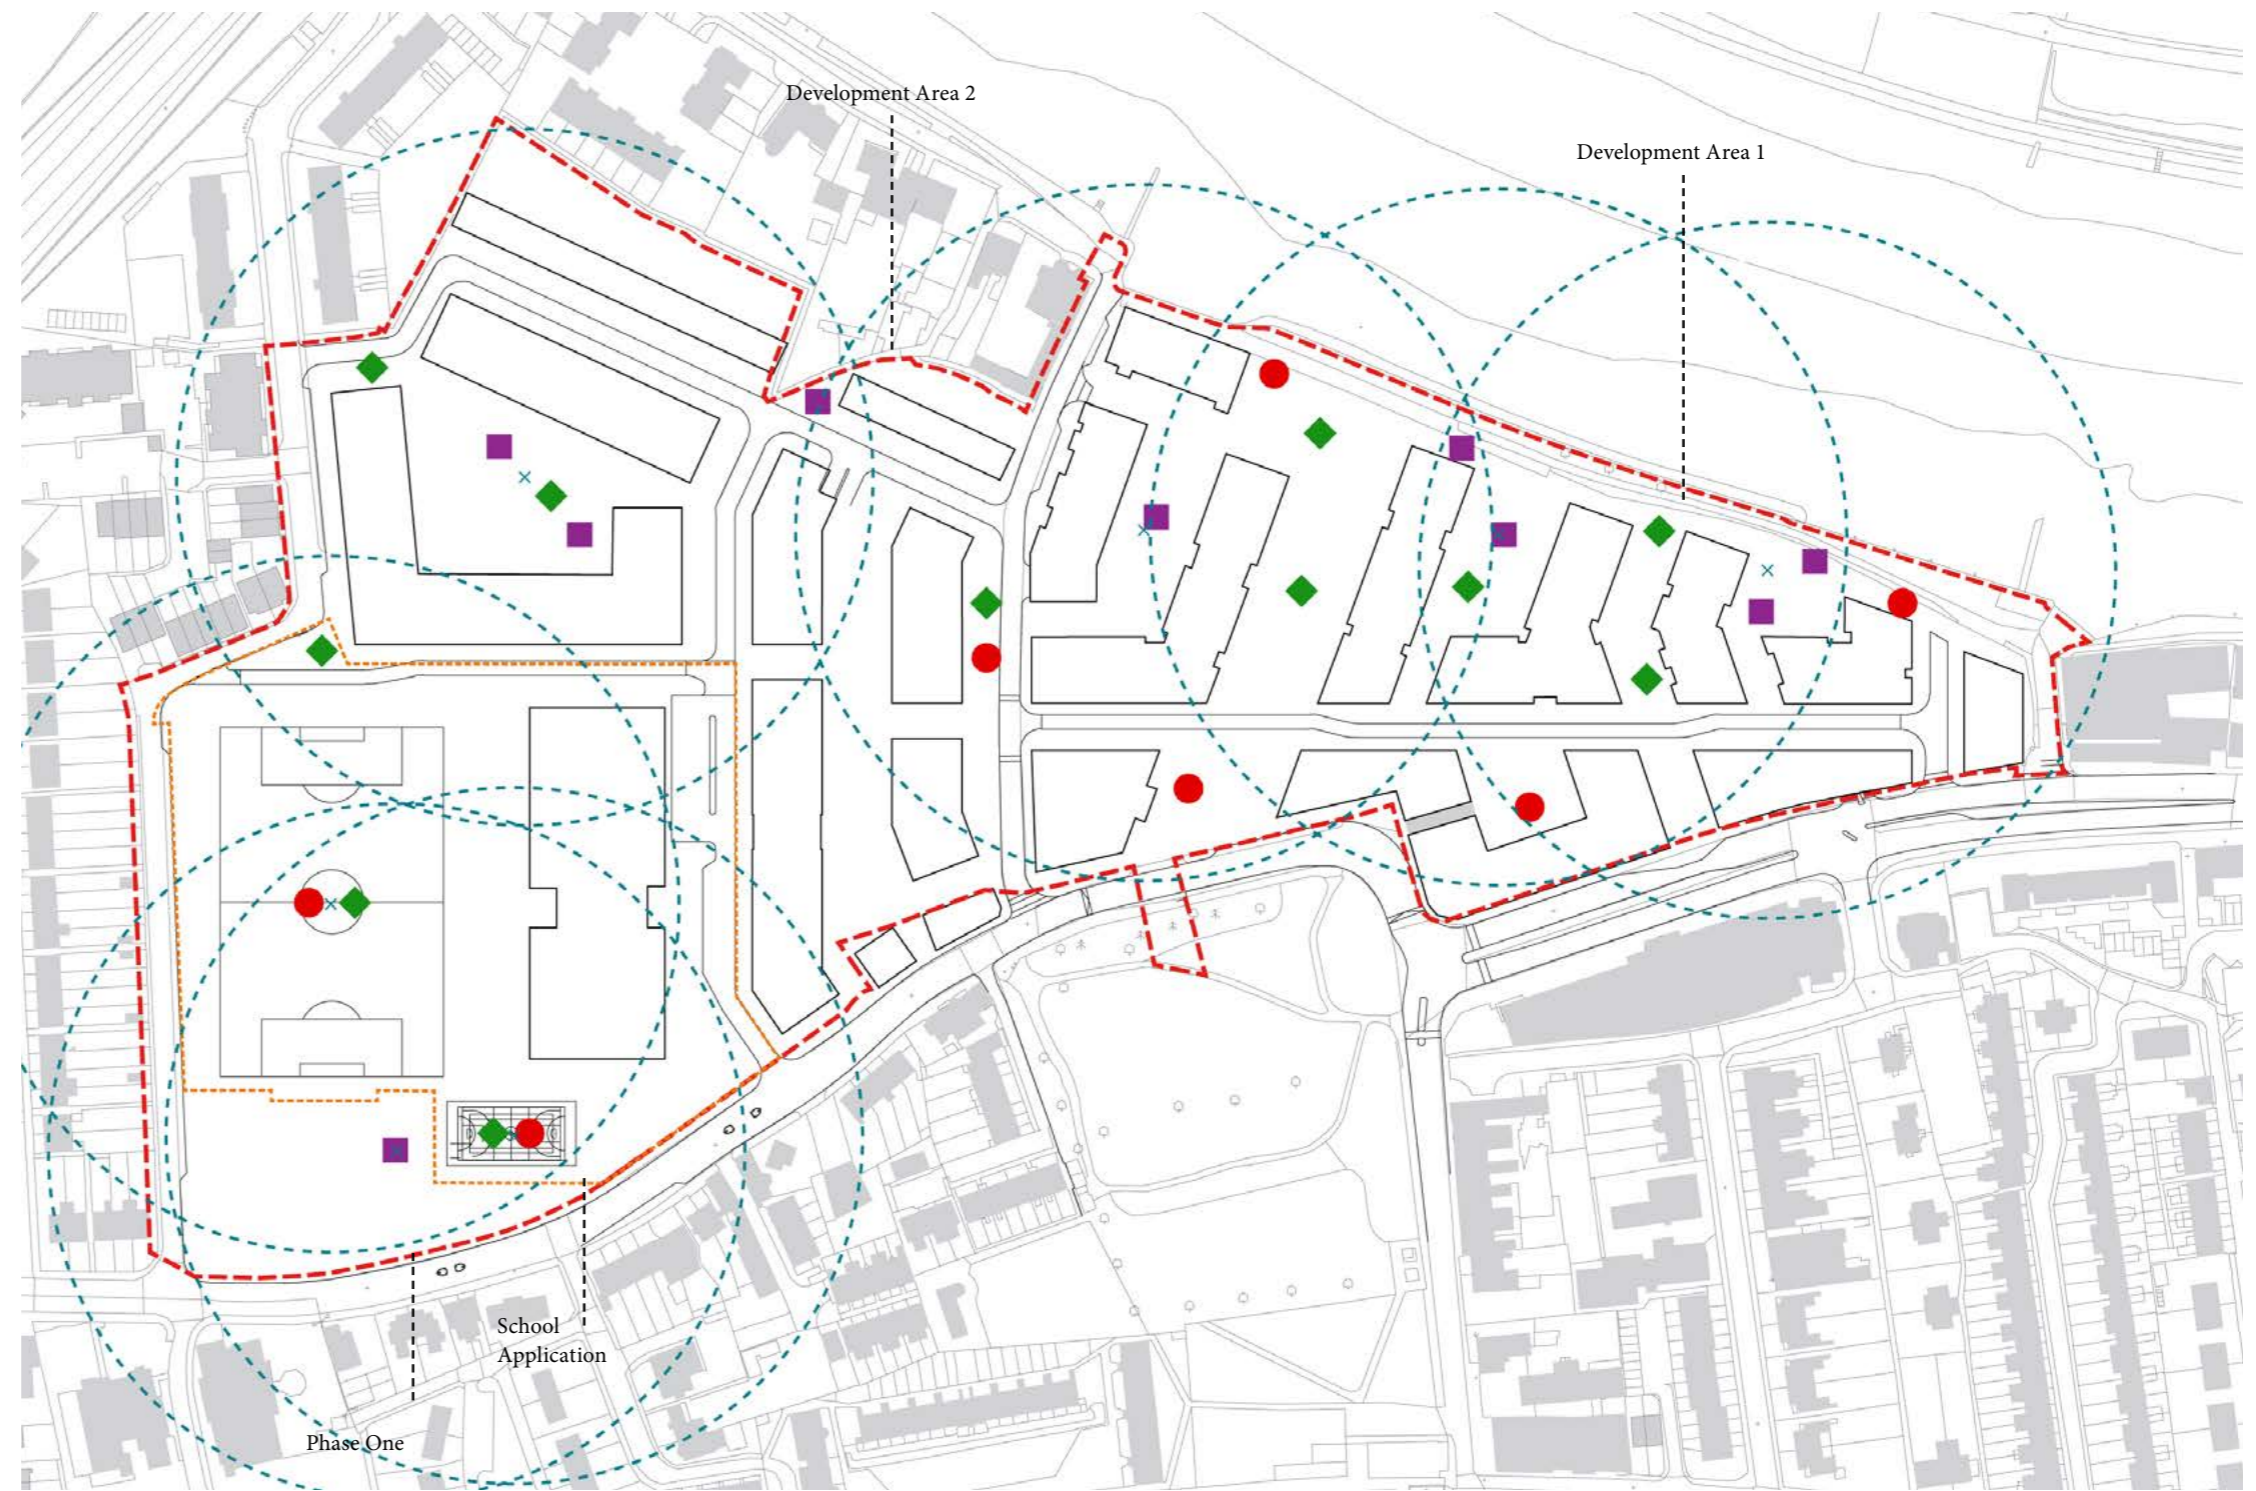 Development Area 2
Development Area 1
School
Application
Phase One